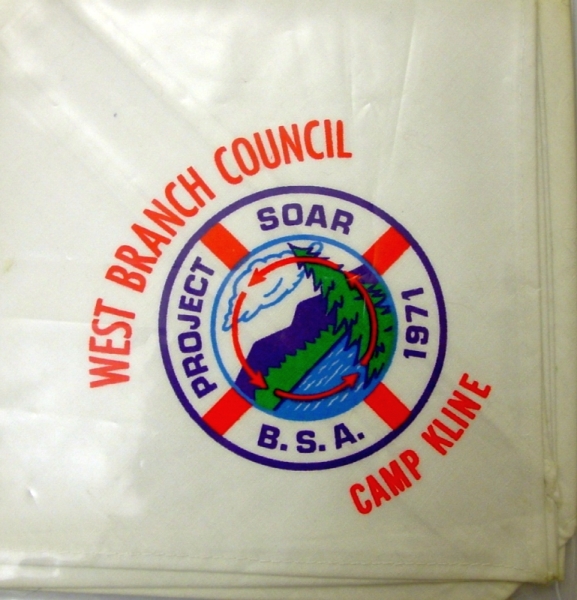 WEST BRANCH COUNCIL
PROJECT
SOAR
1971
B.S.A.
CAMP KLINE